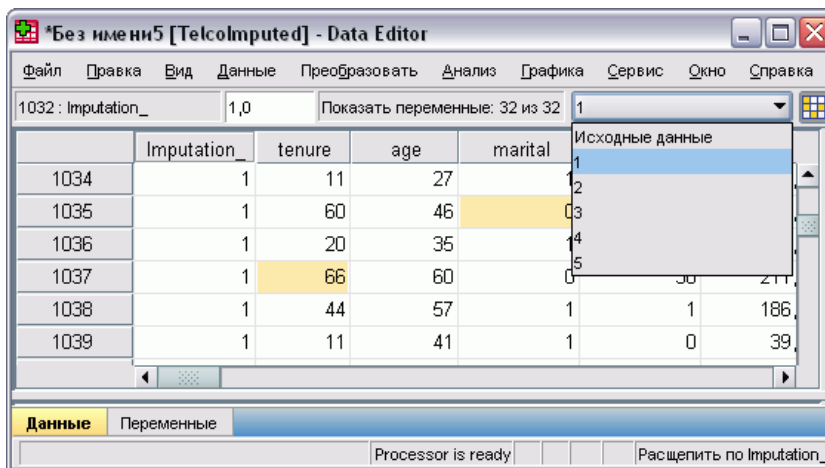 *Без имени5 [TelcoImputed] - Data Editor
Файл Правка Вид Данные Преобразовать Анализ Графика Сервис Окно Справка
1032 : Imputation_ 1,0 Показать переменные: 32 из 32 1
Imputation_ tenure age marital
Исходные данные
1
2
3
4
5
1034 1 11 27
1035 1 60 46
1036 1 20 35
1037 1 66 60
1038 1 44 57 1 1 186,
1039 1 11 41 1 0 39,
Данные Переменные
Processor is ready Расщепить по Imputation_